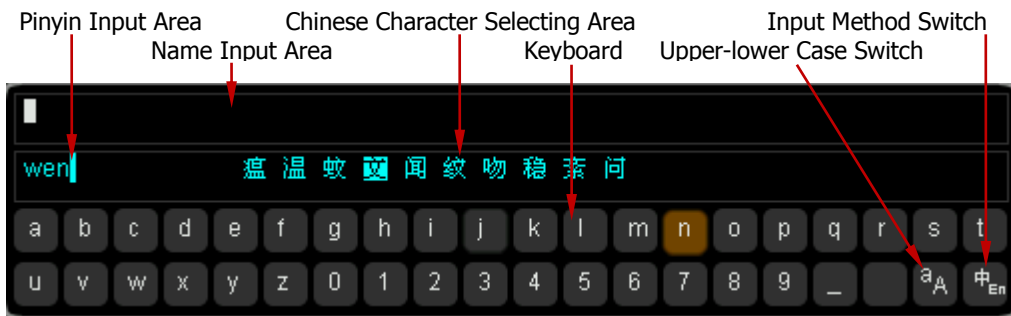 Pinyin Input Area Chinese Character Selecting Area Input Method Switch
Name Input Area Keyboard Upper-lower Case Switch
wen 瘟 温 蚊 文 闻 纹 吻 稳 紊 问
a b c d e f g h i j k l m n o p q r s t
u v w x y z 0 1 2 3 4 5 6 7 8 9 _ aA 中En